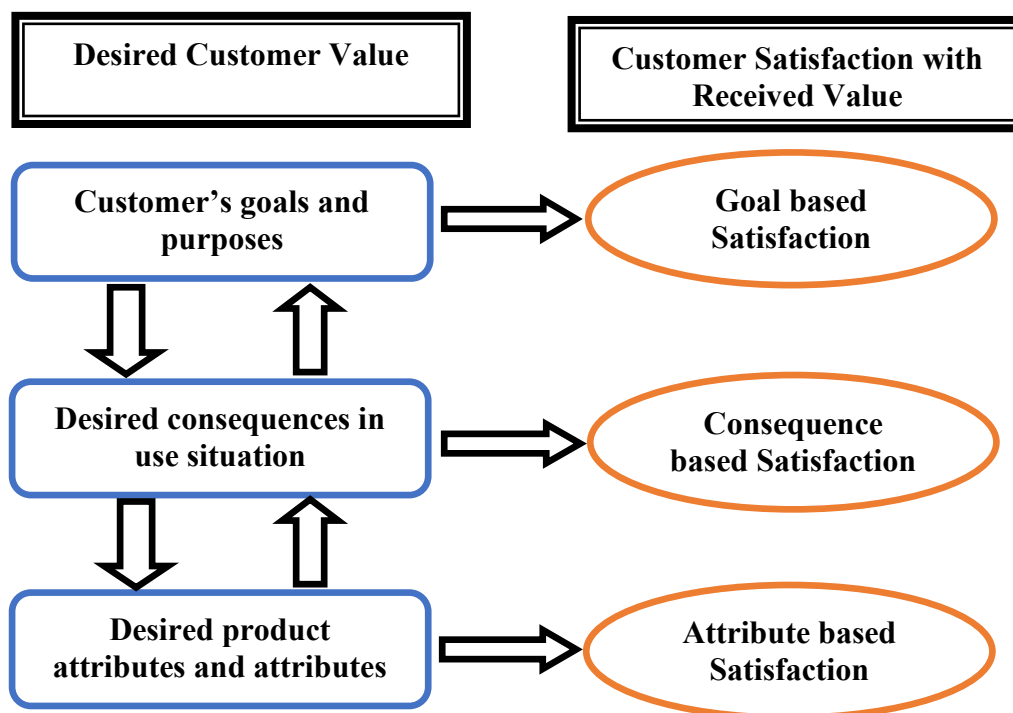 Desired Customer Value
Customer Satisfaction with
Received Value
Customer’s goals and
purposes
Goal based
Satisfaction
Desired consequences in
use situation
Consequence
based Satisfaction
Desired product
attributes and attributes
Attribute based
Satisfaction